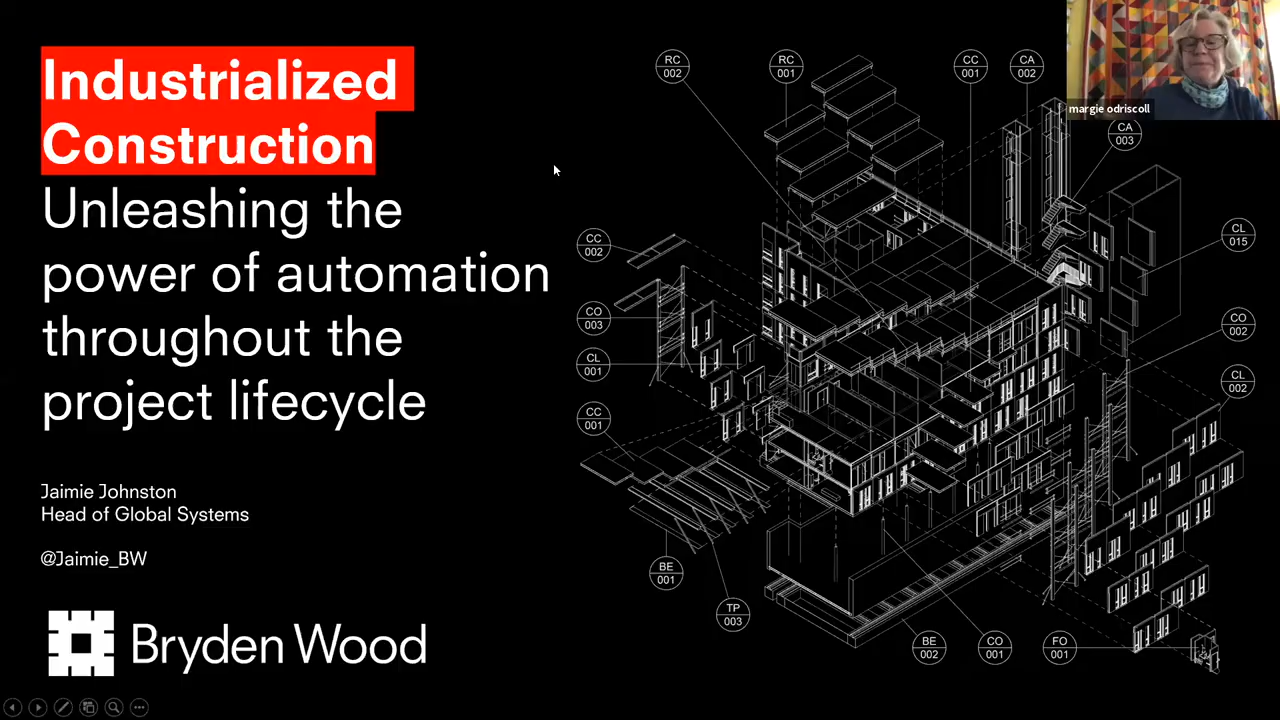 Industrialized
Construction
Unleashing the
power of automation
throughout the
project lifecycle
Jaimie Johnston
Head of Global Systems
@Jaimie_BW
Bryden Wood
margie odriscoll
RC
002
RC
001
CC
001
CA
002
CA
003
CC
002
CL
015
CO
003
CO
002
CL
001
CL
002
CC
001
BE
001
TP
003
BE
002
CO
001
FO
001